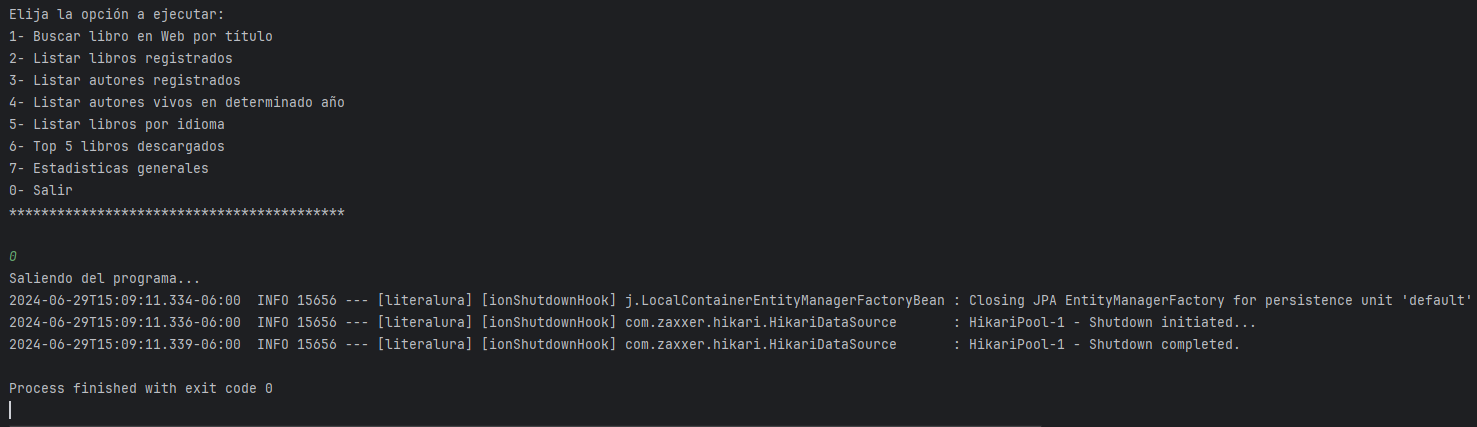 Elija la opción a ejecutar:
1- Buscar libro en Web por título
2- Listar libros registrados
3- Listar autores registrados
4- Listar autores vivos en determinado año
5- Listar libros por idioma
6- Top 5 libros descargados
7- Estadisticas generales
0- Salir
******************************************
0
Saliendo del programa...
2024-06-29T15:09:11.334-06:00  INFO 15656 --- [literalura] [ionShutdownHook] j.LocalContainerEntityManagerFactoryBean : Closing JPA EntityManagerFactory for persistence unit 'default'
2024-06-29T15:09:11.336-06:00  INFO 15656 --- [literalura] [ionShutdownHook] com.zaxxer.hikari.HikariDataSource       : HikariPool-1 - Shutdown initiated...
2024-06-29T15:09:11.339-06:00  INFO 15656 --- [literalura] [ionShutdownHook] com.zaxxer.hikari.HikariDataSource       : HikariPool-1 - Shutdown completed.
Process finished with exit code 0